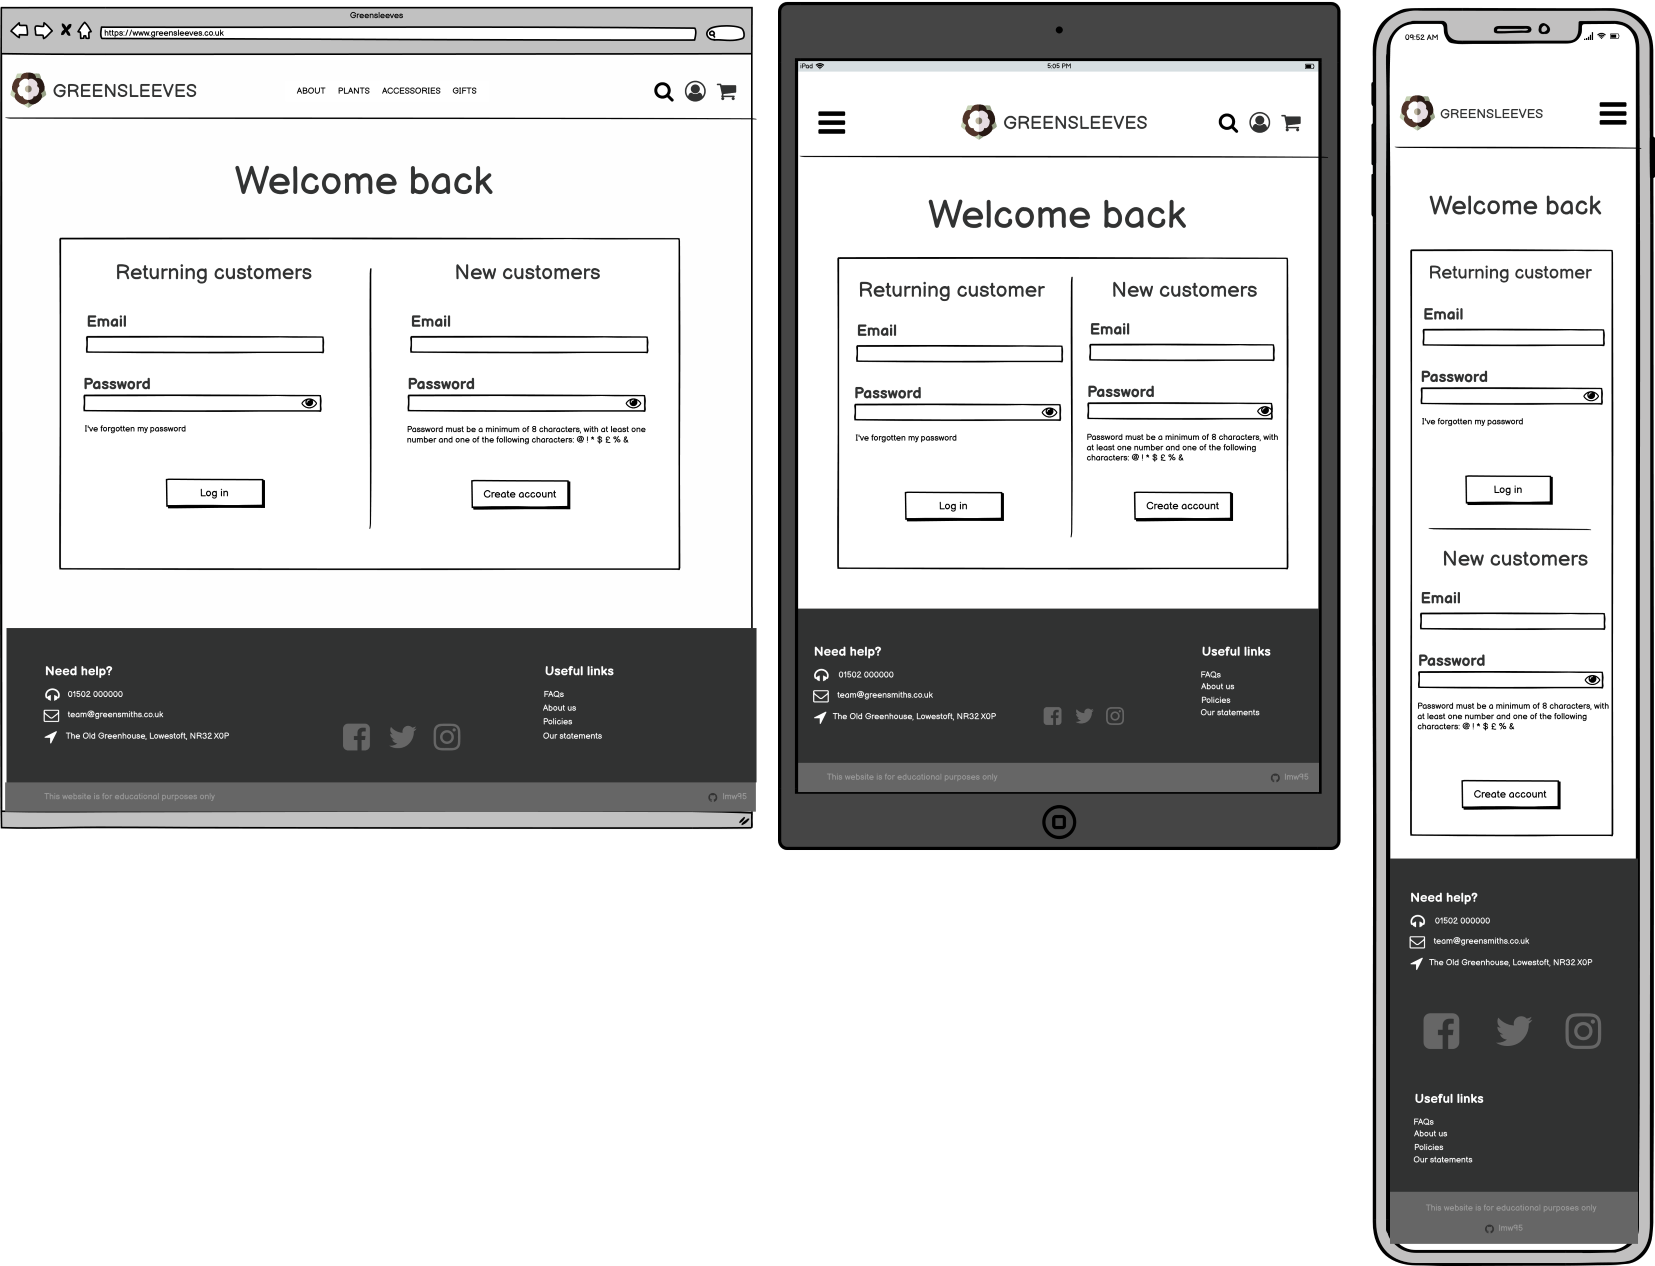 Greensleeves
https://www.greensleeves.co.uk
GREENSLEEVES
ABOUT PLANTS ACCESSORIES GIFTS
Welcome back
Returning customers
Email
Password
I've forgotten my password
Log in
New customers
Email
Password
Password must be a minimum of 8 characters, with at least one
number and one of the following characters: @ ! * $ £ % &
Create account
Need help?
01502 000000
team@greensmiths.co.uk
The Old Greenhouse, Lowestoft, NR32 X0P
Useful links
FAQs
About us
Policies
Our statements
This website is for educational purposes only
lmw95
iPad
5:05 PM
GREENSLEEVES
Welcome back
Returning customer
Email
Password
I've forgotten my password
Log in
New customers
Email
Password
Password must be a minimum of 8 characters, with
at least one number and one of the following
characters: @ ! * $ £ % &
Create account
Need help?
01502 000000
team@greensmiths.co.uk
The Old Greenhouse, Lowestoft, NR32 X0P
Useful links
FAQs
About us
Policies
Our statements
This website is for educational purposes only
lmw95
09:52 AM
GREENSLEEVES
Welcome back
Returning customer
Email
Password
I've forgotten my password
Log in
New customers
Email
Password
Password must be a minimum of 8 characters, with
at least one number and one of the following
characters: @ ! * $ £ % &
Create account
Need help?
01502 000000
team@greensmiths.co.uk
The Old Greenhouse, Lowestoft, NR32 X0P
Useful links
FAQs
About us
Policies
Our statements
This website is for educational purposes only
lmw95